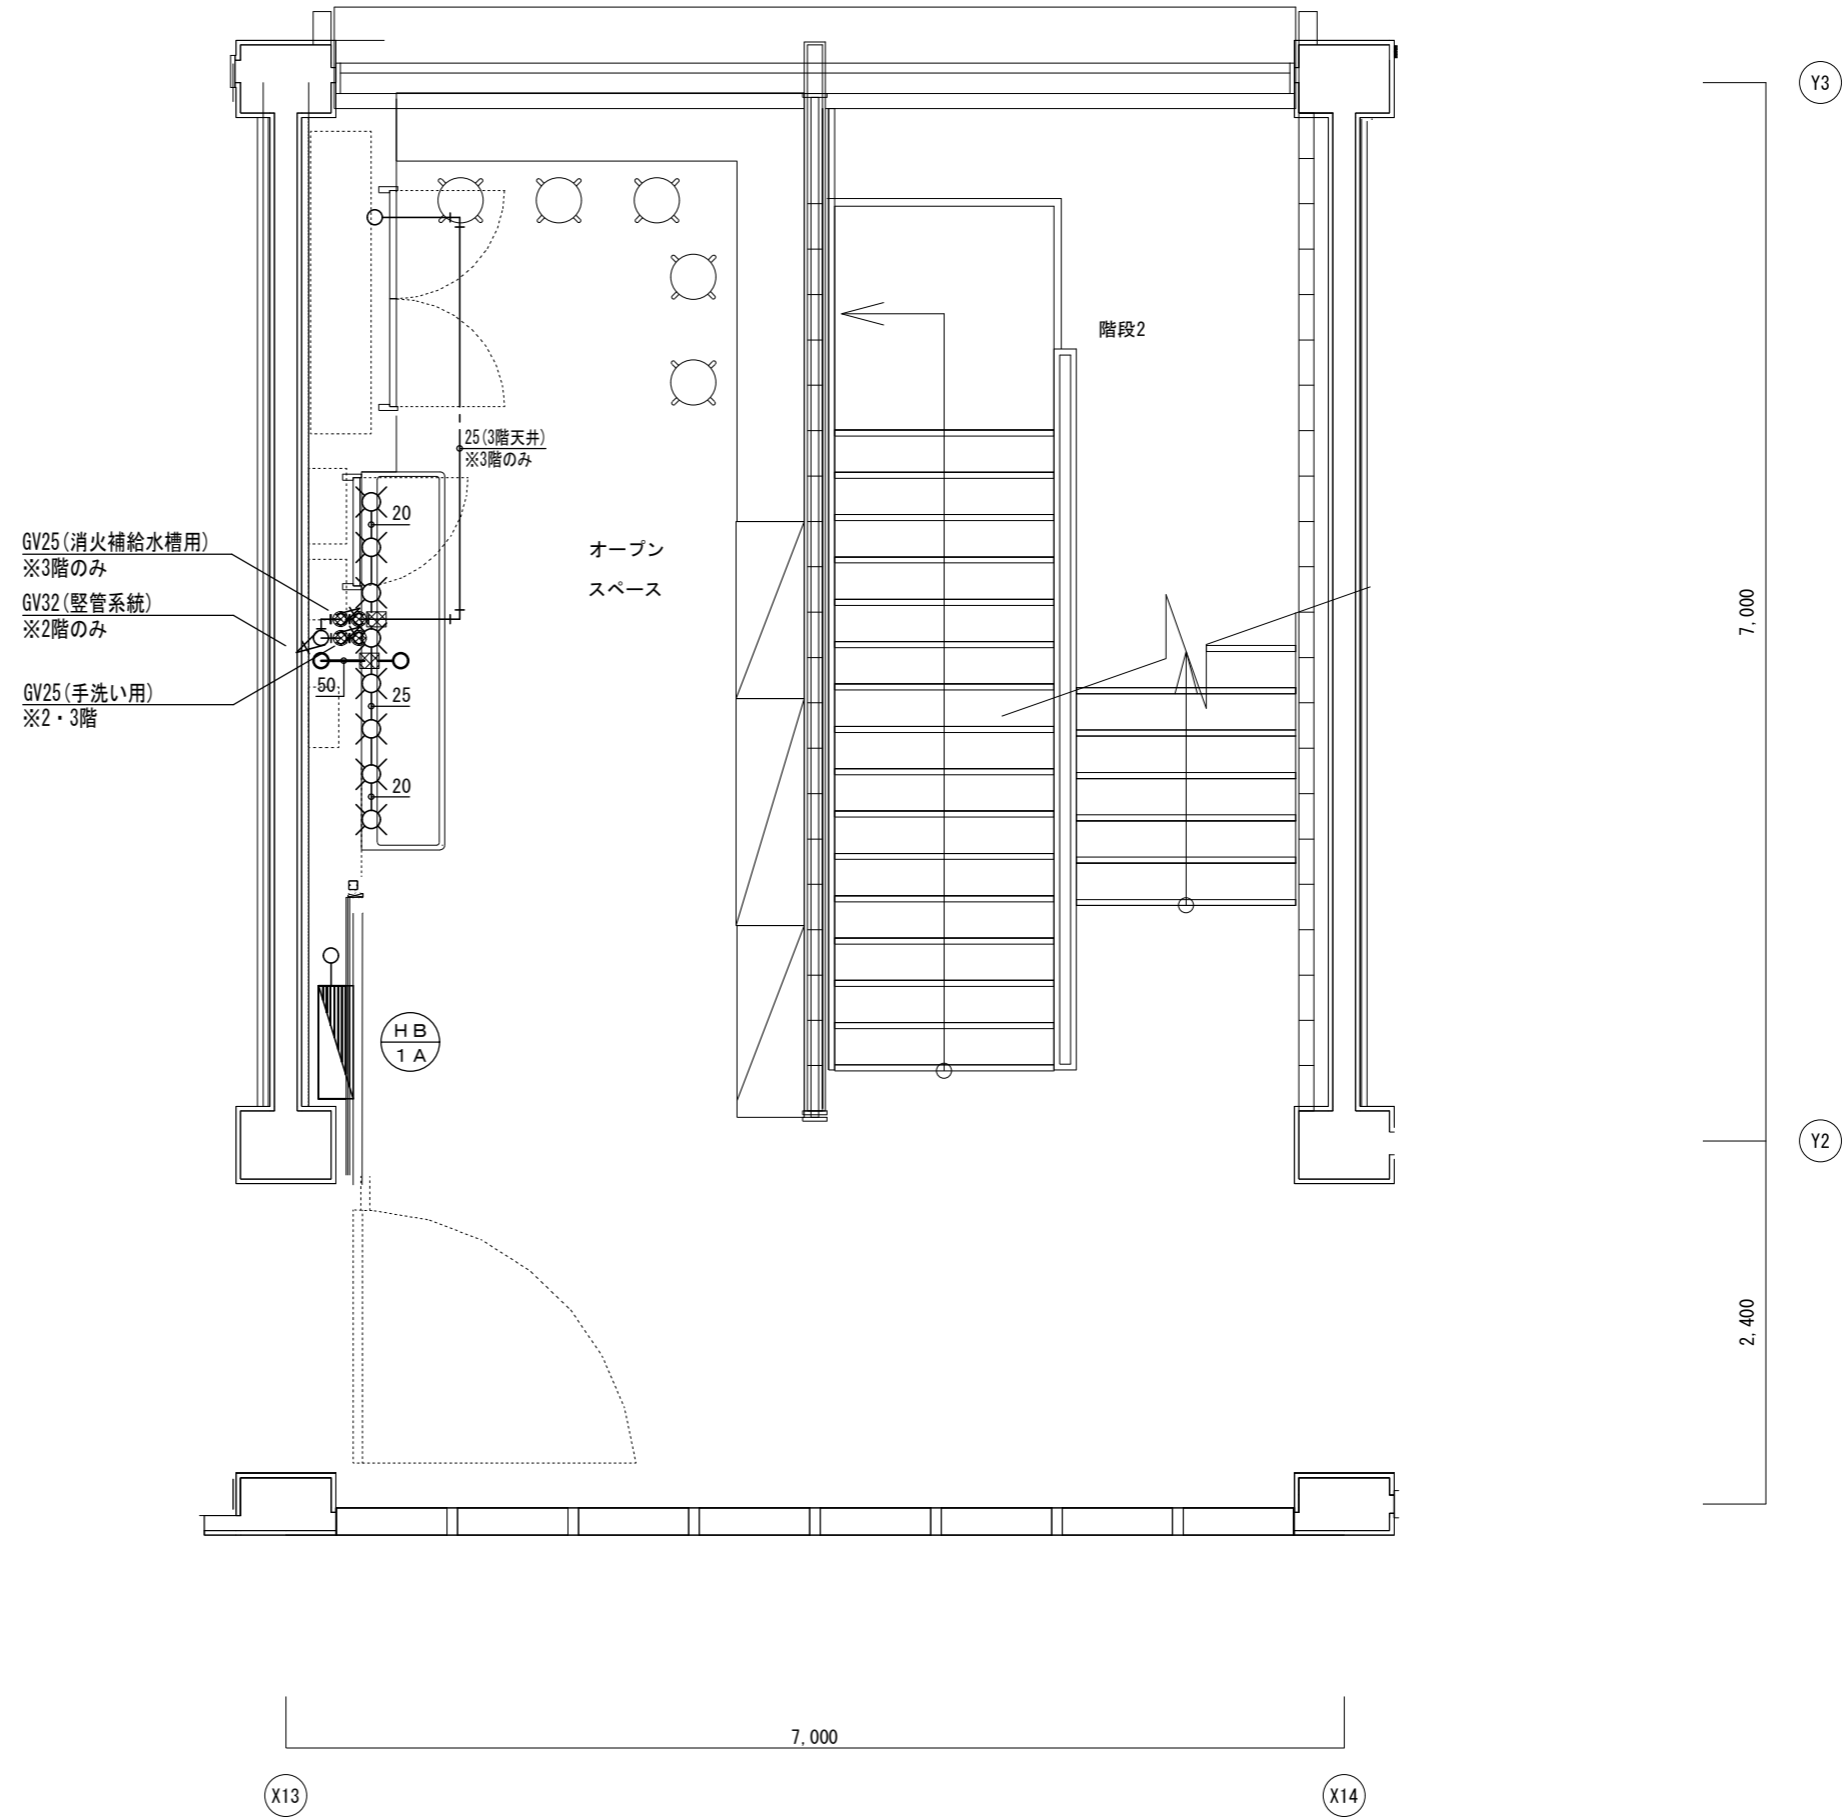 Y3
階段2
25(3階天井)
※3階のみ
20
GV25(消火補給水槽用)
※3階のみ
オープン
スペース
GV32(竪管系統)
※2階のみ
7,000
50
25
GV25(手洗い用)
※2・3階
20
HB
1A
Y2
2,400
7,000
X13
X14